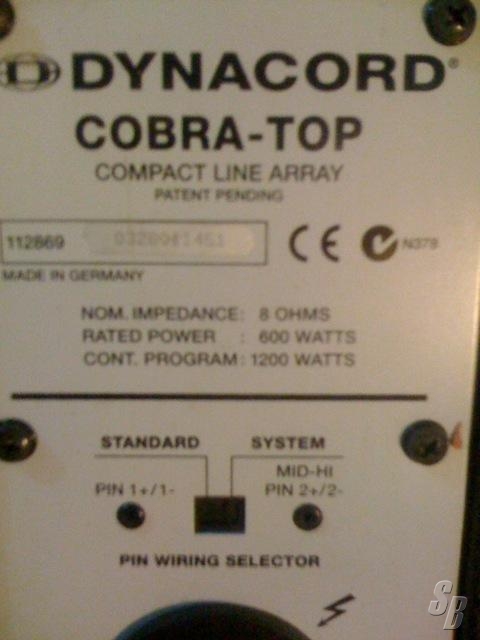 DYNACORD®
COBRA-TOP
COMPACT LINE ARRAY
PATENT PENDING
112869
CE N379
MADE IN GERMANY
NOM. IMPEDANCE: 8 OHMS
RATED POWER : 600 WATTS
CONT. PROGRAM: 1200 WATTS
STANDARD SYSTEM
MID-HI
PIN 1+/1- PIN 2+/2-
PIN WIRING SELECTOR
SB